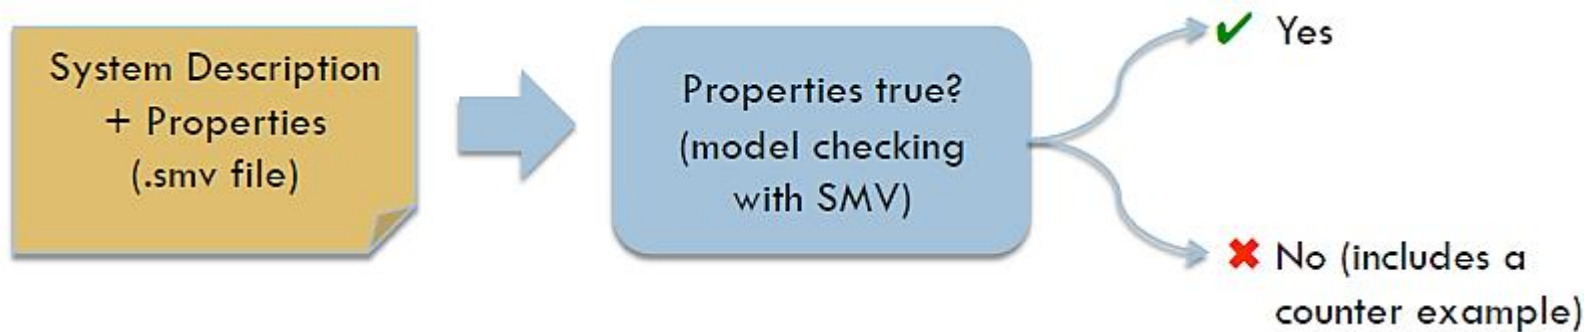 System Description
+ Properties
(.smv file)
Properties true?
(model checking
with SMV)
Yes
No (includes a
counter example)